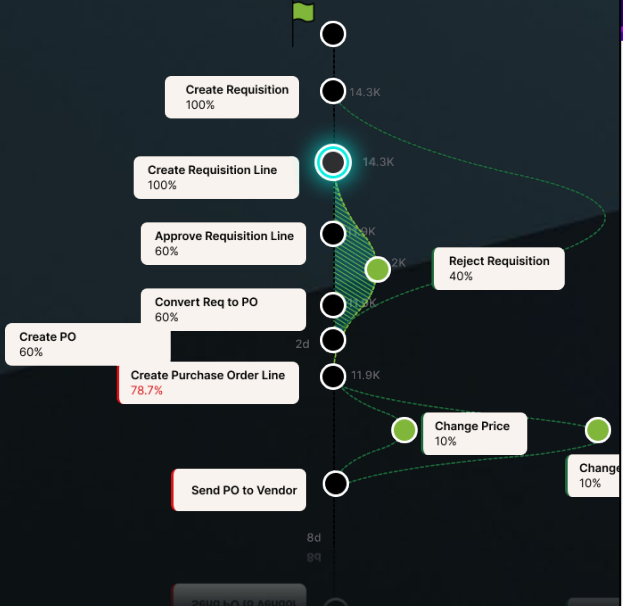 Create Requisition
100%
14.3K
Create Requisition Line
100%
14.3K
Approve Requisition Line
60%
Reject Requisition
40%
Convert Req to PO
60%
Create PO
60%
2d
Create Purchase Order Line
78.7%
11.9K
Change Price
10%
Change
10%
Send PO to Vendor
8d